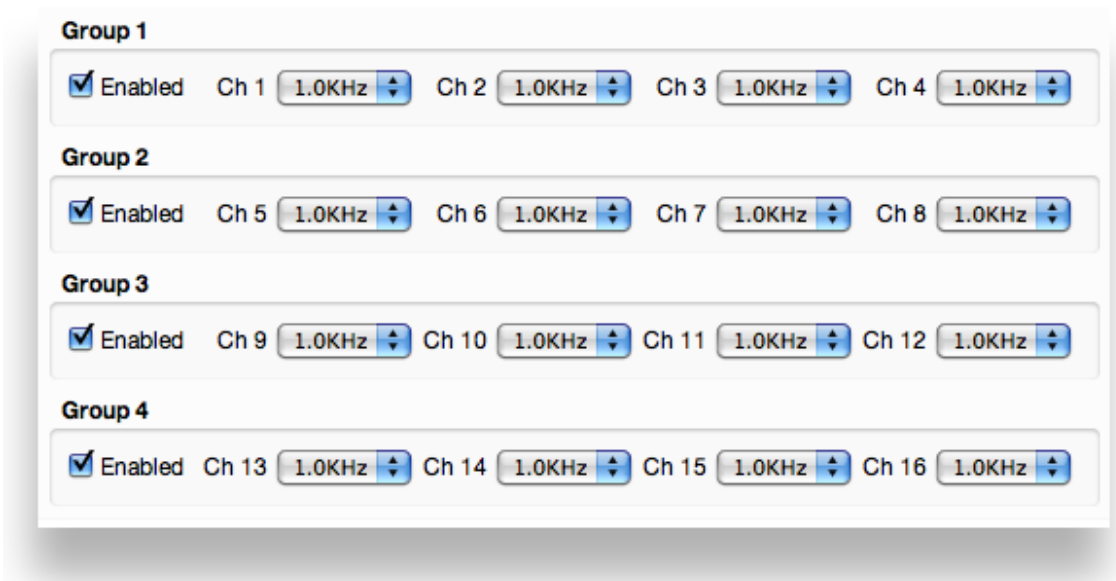 Group 1
Enabled Ch 1 1.0KHz Ch 2 1.0KHz Ch 3 1.0KHz Ch 4 1.0KHz
Group 2
Enabled Ch 5 1.0KHz Ch 6 1.0KHz Ch 7 1.0KHz Ch 8 1.0KHz
Group 3
Enabled Ch 9 1.0KHz Ch 10 1.0KHz Ch 11 1.0KHz Ch 12 1.0KHz
Group 4
Enabled Ch 13 1.0KHz Ch 14 1.0KHz Ch 15 1.0KHz Ch 16 1.0KHz